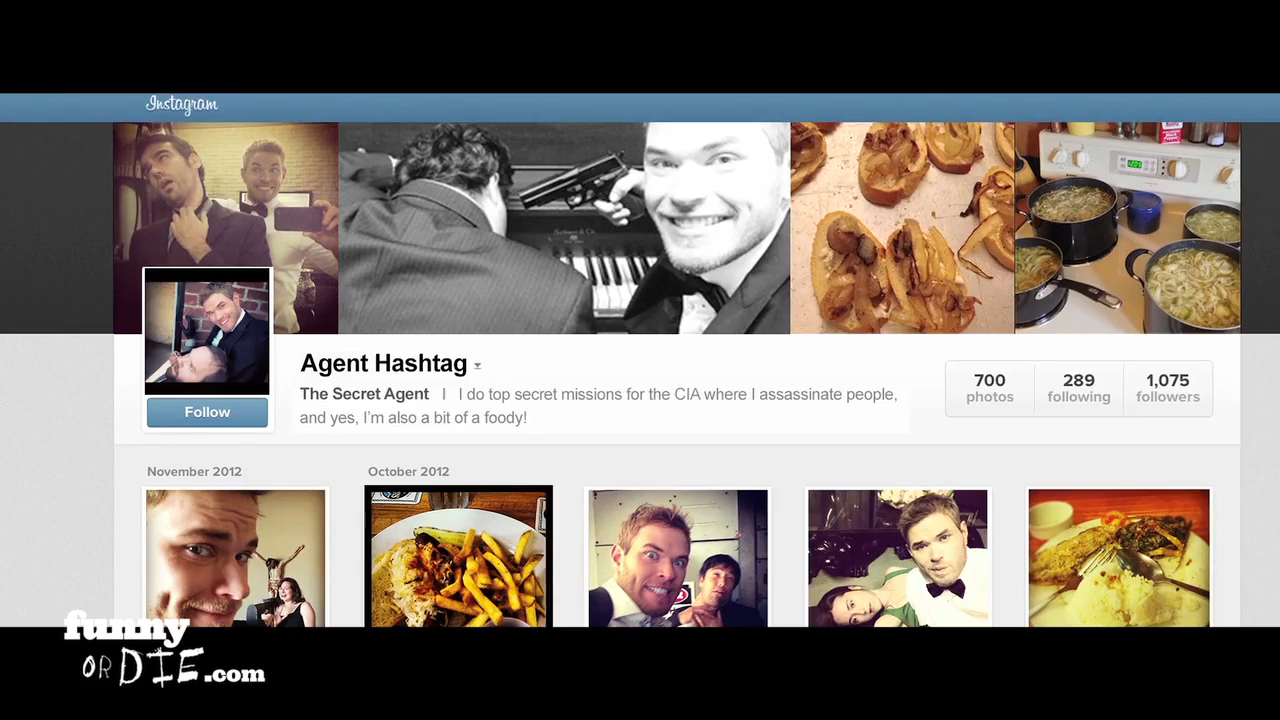 Instagram
Agent Hashtag
The Secret Agent | I do top secret missions for the CIA where I assassinate people,
and yes, I'm also a bit of a foody!
Follow
700
photos
289
following
1,075
followers
November 2012
October 2012
funny
OR DIE.com